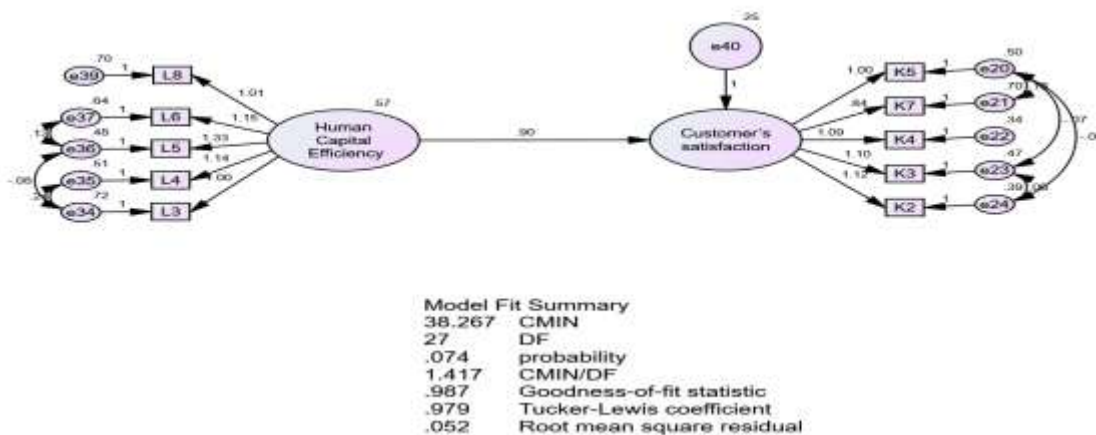 .25
e40
1
.70
e39
1
L8
1.01
.57
.64
e37
1
L6
1.16
.48
e36
1
L5
1.33
.51
e35
1
L4
1.14
-.06
.72
e34
1
L3
1.00
Human
Capital
Efficiency
.90
Customer's
satisfaction
1.00
K5
1
.50
e20
.84
K7
1
.70
e21
1.09
K4
1
.34
e22
1.10
K3
1
.47
e23
1.12
K2
1
.39
e24
Model Fit Summary
38.267 CMIN
27 DF
.074 probability
1.417 CMIN/DF
.987 Goodness-of-fit statistic
.979 Tucker-Lewis coefficient
.052 Root mean square residual